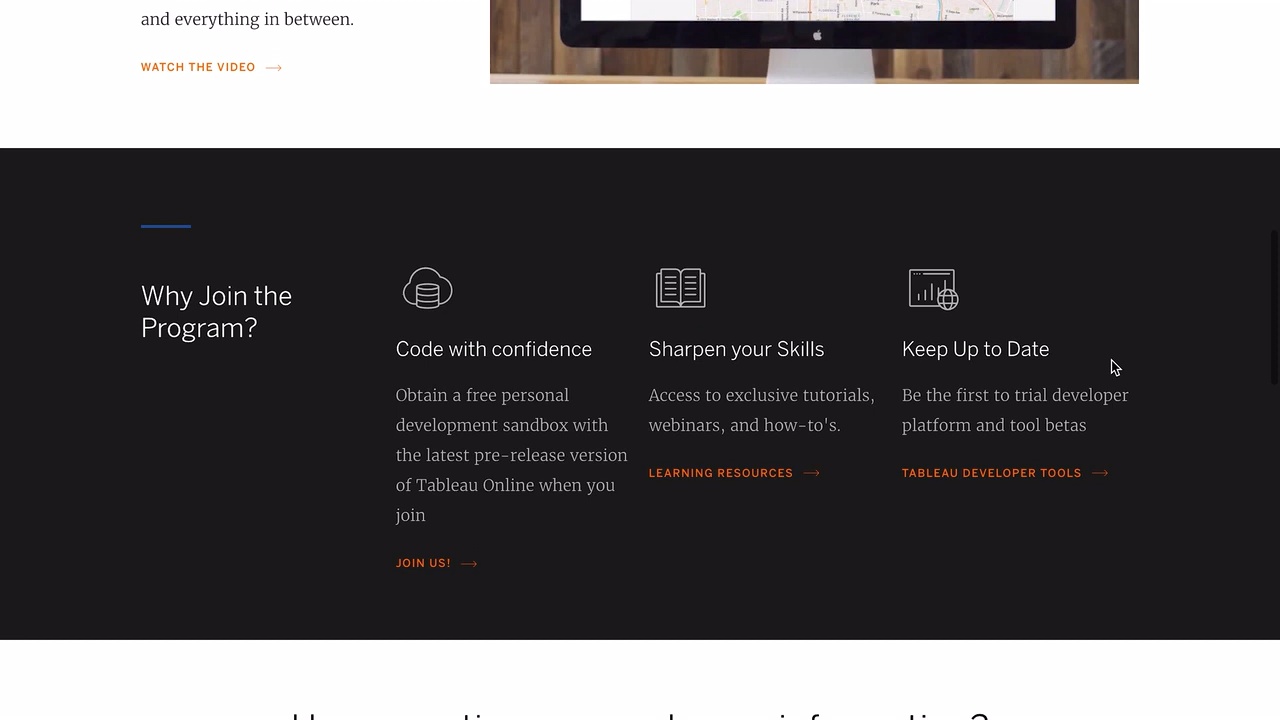 and everything in between.
WATCH THE VIDEO
Why Join the
Program?
Code with confidence
Obtain a free personal
development sandbox with
the latest pre-release version
of Tableau Online when you
join
JOIN US!
Sharpen your Skills
Access to exclusive tutorials,
webinars, and how-to's.
LEARNING RESOURCES
Keep Up to Date
Be the first to trial developer
platform and tool betas
TABLEAU DEVELOPER TOOLS